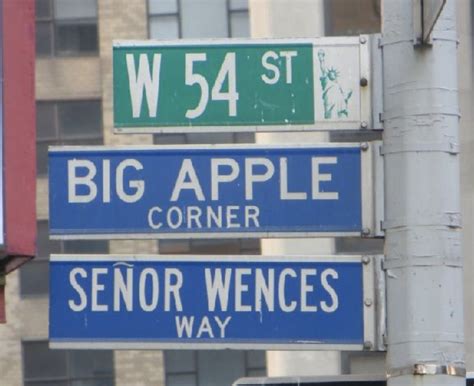 W 54 ST
BIG APPLE
CORNER
SEÑOR WENCES
WAY